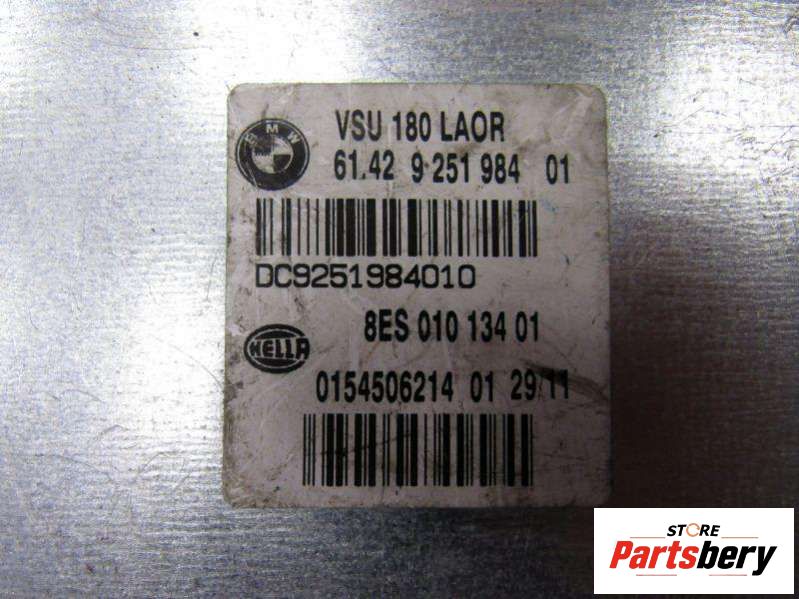 VSU 180 LAOR
BMW
61.42 9 251 984 01
DC9251984010
8ES 010 134 01
HELLA
0154506214 01 29/11
STORE
Partsbery